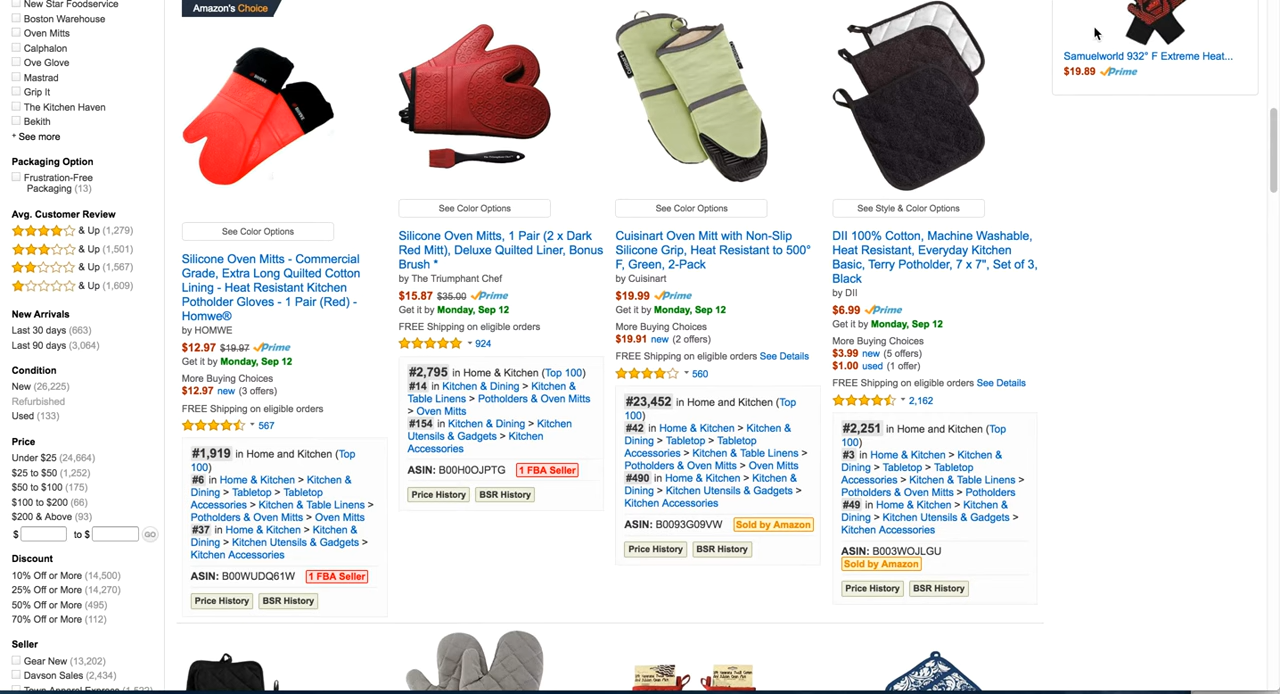 New Star Foodservice
Boston Warehouse
Oven Mitts
Calphalon
Ove Glove
Mastrad
Grip It
The Kitchen Haven
Bekith
+ See more
Packaging Option
Frustration-Free
Packaging (13)
Avg. Customer Review
& Up (1,279)
& Up (1,501)
& Up (1,567)
& Up (1,609)
New Arrivals
Last 30 days (663)
Last 90 days (3,064)
Condition
New (26,225)
Refurbished
Used (133)
Price
Under $25 (24,664)
$25 to $50 (1,252)
$50 to $100 (175)
$100 to $200 (66)
$200 & Above (93)
$ to $ GO
Discount
10% Off or More (14,500)
25% Off or More (14,270)
50% Off or More (495)
70% Off or More (112)
Seller
Gear New (13,202)
Davson Sales (2,434)
Town Apparel Express (1,522)
Amazon's Choice
See Color Options
Silicone Oven Mitts - Commercial
Grade, Extra Long Quilted Cotton
Lining - Heat Resistant Kitchen
Potholder Gloves - 1 Pair (Red) -
Homwe®
by HOMWE
$12.97 $19.97 Prime
Get it by Monday, Sep 12
More Buying Choices
$12.97 new (3 offers)
FREE Shipping on eligible orders
567
#1,919 in Home and Kitchen (Top
100)
#6 in Home & Kitchen > Kitchen &
Dining > Tabletop > Tabletop
Accessories > Kitchen & Table Linens >
Potholders & Oven Mitts > Oven Mitts
#37 in Home & Kitchen > Kitchen &
Dining > Kitchen Utensils & Gadgets >
Kitchen Accessories
ASIN: B00WUDQ61W 1 FBA Seller
Price History BSR History
See Color Options
Silicone Oven Mitts, 1 Pair (2 x Dark
Red Mitt), Deluxe Quilted Liner, Bonus
Brush *
by The Triumphant Chef
$15.87 $35.00 Prime
Get it by Monday, Sep 12
FREE Shipping on eligible orders
924
#2,795 in Home & Kitchen (Top 100)
#14 in Kitchen & Dining > Kitchen &
Table Linens > Potholders & Oven Mitts
> Oven Mitts
#154 in Kitchen & Dining > Kitchen
Utensils & Gadgets > Kitchen
Accessories
ASIN: B00H0OJPTG 1 FBA Seller
Price History BSR History
See Color Options
Cuisinart Oven Mitt with Non-Slip
Silicone Grip, Heat Resistant to 500°
F, Green, 2-Pack
by Cuisinart
$19.99 Prime
Get it by Monday, Sep 12
More Buying Choices
$19.91 new (2 offers)
FREE Shipping on eligible orders See Details
560
#23,452 in Home and Kitchen (Top
100)
#42 in Home & Kitchen > Kitchen &
Dining > Tabletop > Tabletop
Accessories > Kitchen & Table Linens >
Potholders & Oven Mitts > Oven Mitts
#490 in Home & Kitchen > Kitchen &
Dining > Kitchen Utensils & Gadgets >
Kitchen Accessories
ASIN: B0093G09VW Sold by Amazon
Price History BSR History
See Style & Color Options
DII 100% Cotton, Machine Washable,
Heat Resistant, Everyday Kitchen
Basic, Terry Potholder, 7 x 7", Set of 3,
Black
by DII
$6.99 Prime
Get it by Monday, Sep 12
More Buying Choices
$3.99 new (5 offers)
$1.00 used (1 offer)
FREE Shipping on eligible orders See Details
2,162
#2,251 in Home and Kitchen (Top
100)
#3 in Home & Kitchen > Kitchen &
Dining > Tabletop > Tabletop
Accessories > Kitchen & Table Linens >
Potholders & Oven Mitts > Potholders
#49 in Home & Kitchen > Kitchen &
Dining > Kitchen Utensils & Gadgets >
Kitchen Accessories
ASIN: B003WOJLGU
Sold by Amazon
Price History BSR History
Samuelworld 932° F Extreme Heat...
$19.89 Prime